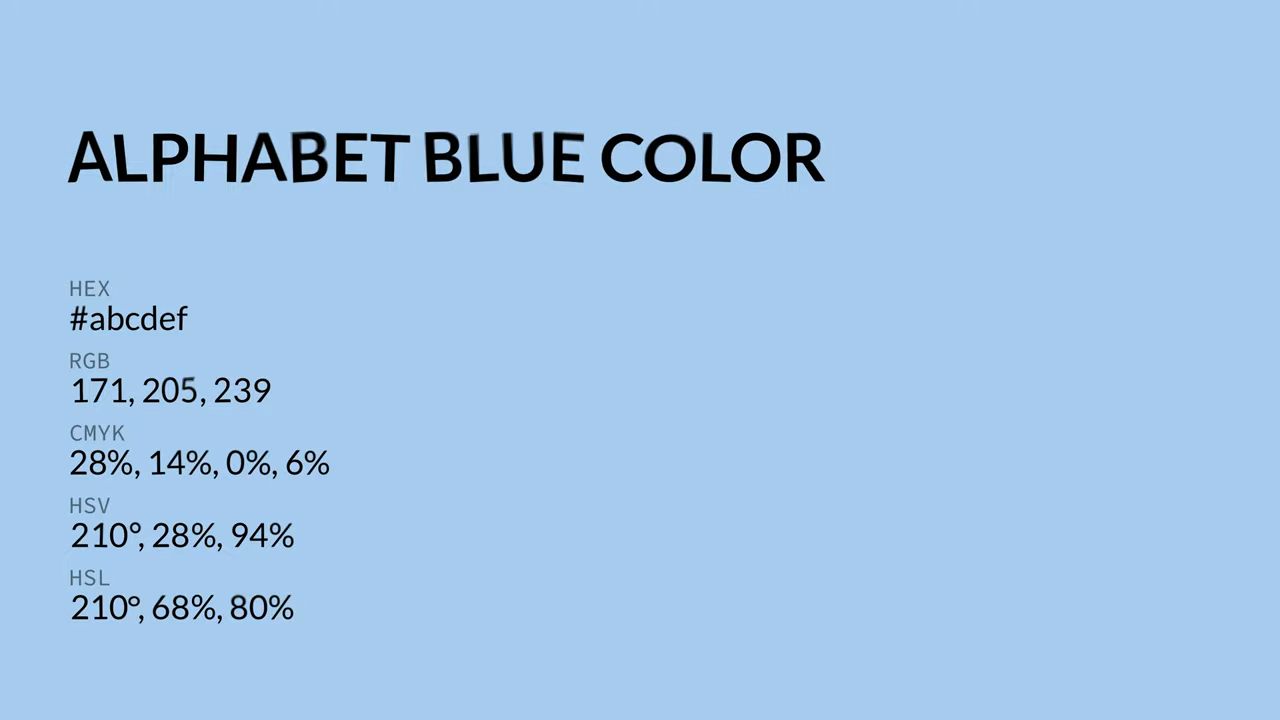 ALPHABET BLUE COLOR
HEX
#abcdef
RGB
171, 205, 239
CMYK
28%, 14%, 0%, 6%
HSV
210°, 28%, 94%
HSL
210°, 68%, 80%